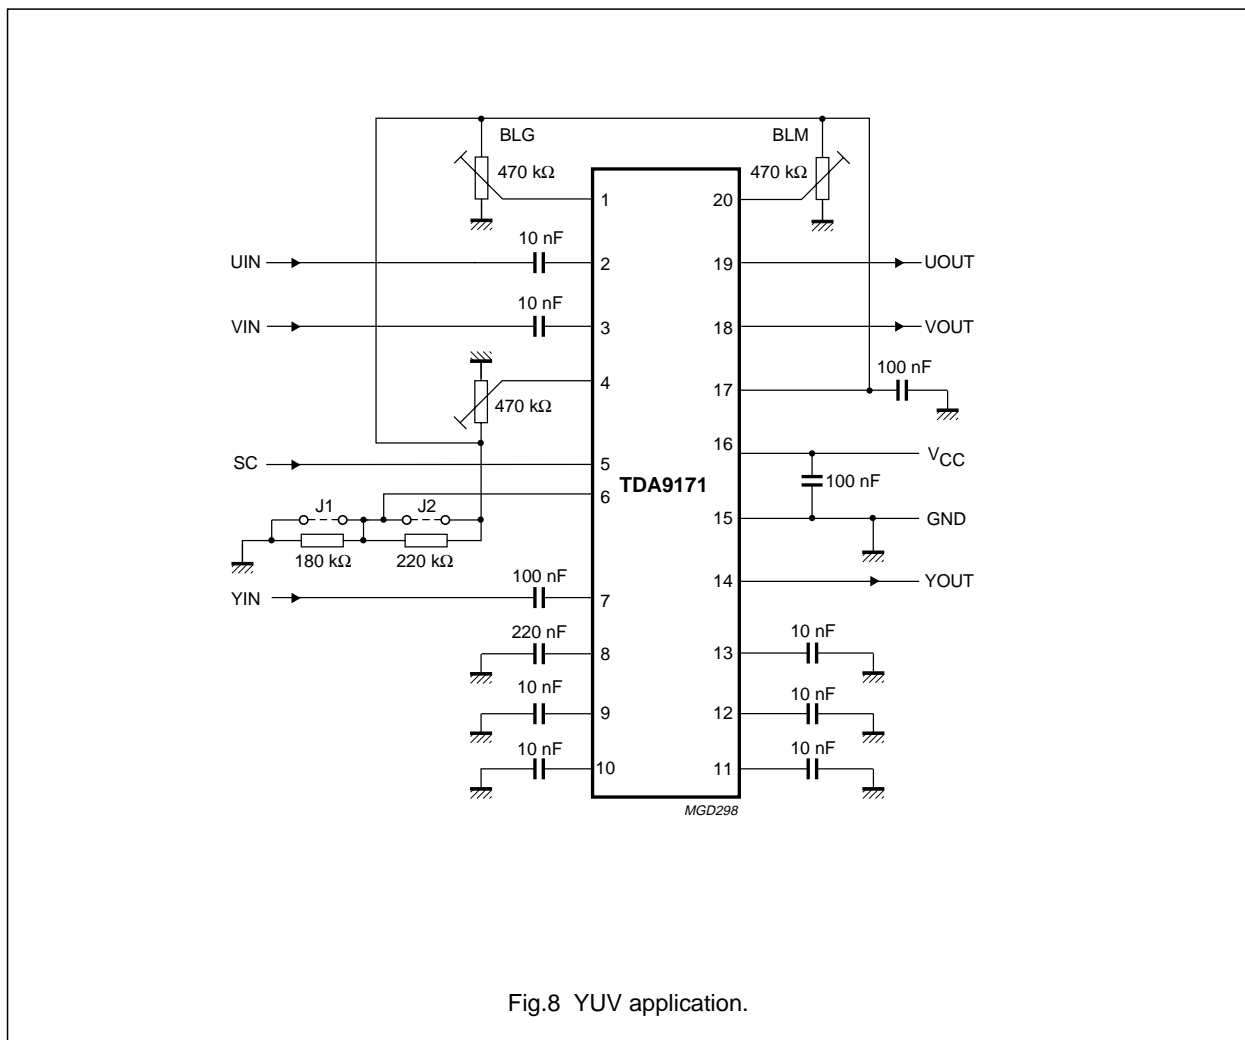 BLG
BLM
470 kΩ
470 kΩ
1
20
10 nF
UIN
2
19
UOUT
10 nF
VIN
3
18
VOUT
4
17
100 nF
470 kΩ
16
VCC
SC
5
TDA9171
100 nF
6
J1
J2
15
GND
180 kΩ
220 kΩ
100 nF
14
YOUT
YIN
7
220 nF
10 nF
8
13
10 nF
10 nF
9
12
10 nF
10 nF
10
11
MGD298
Fig.8 YUV application.